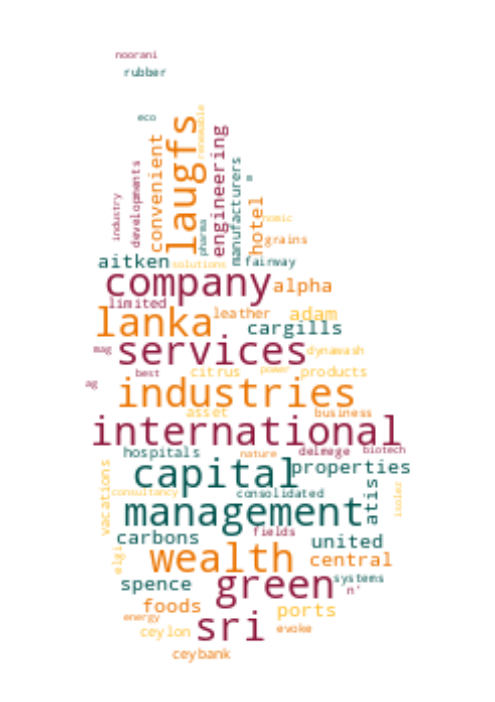 noorani
rubber
eco
laugfs
renewable
convenient
engineering
developments
manufacturers
industry
pharma
hotel
grains
aitken
solutions
fairway
company
alpha
limited
lanka
leather
adam
cargills
mag
services
dynawash
best
citrus
power
products
ag
industries
asset
business
international
hospitals
nature
delmege
biotech
capital
properties
vacations
consultancy
consolidated
atis
management
carbons
fields
united
elgi
wealth
central
spence
green
systems
n'
foods
ports
energy
sri
ceylon
evoke
ceybank